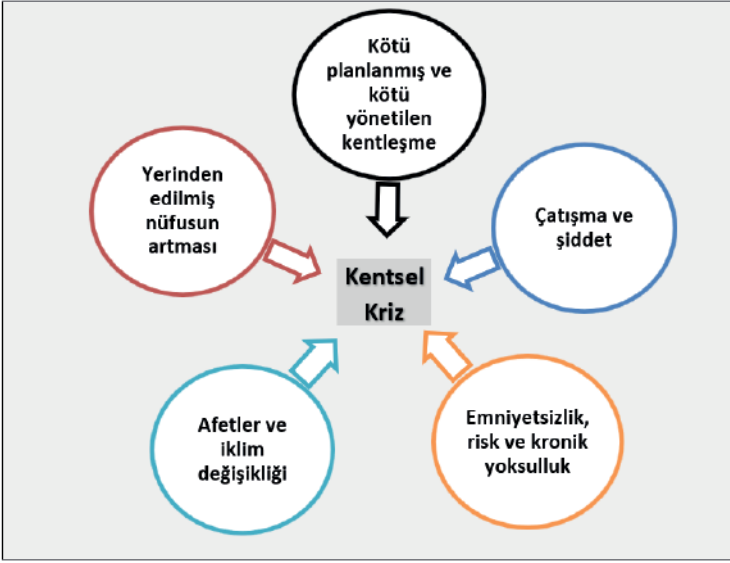 Kötü
planlanmış ve
kötü
yönetilen
kentleşme
Yerinden
edilmiş
nüfusun
artması
Çatışma ve
şiddet
Kentsel
Kriz
Afetler ve
iklim
değişikliği
Emniyetsizlik,
risk ve kronik
yoksulluk